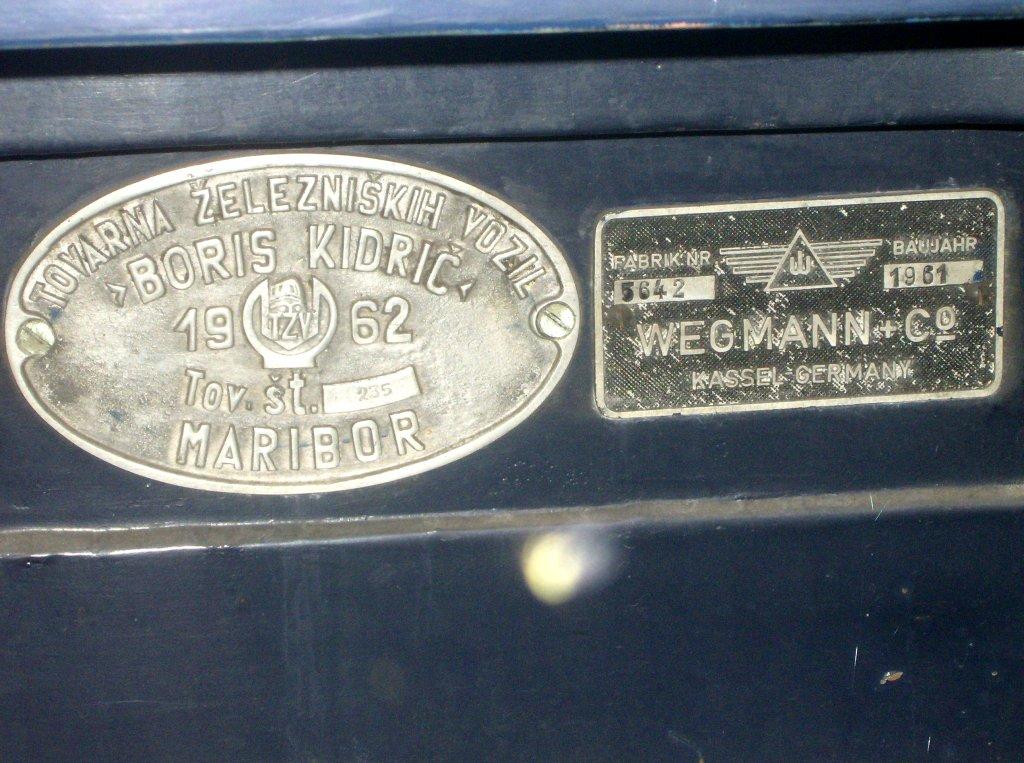 TOVARNA ŽELEZNIŠKIH VOZIL
>BORIS KIDRIČ<
19 62
TZV
Tov. št. 235
MARIBOR
FABRIK NR
5642
W
BAUJAHR
1961
WEGMANN+Cº
KASSEL-GERMANY